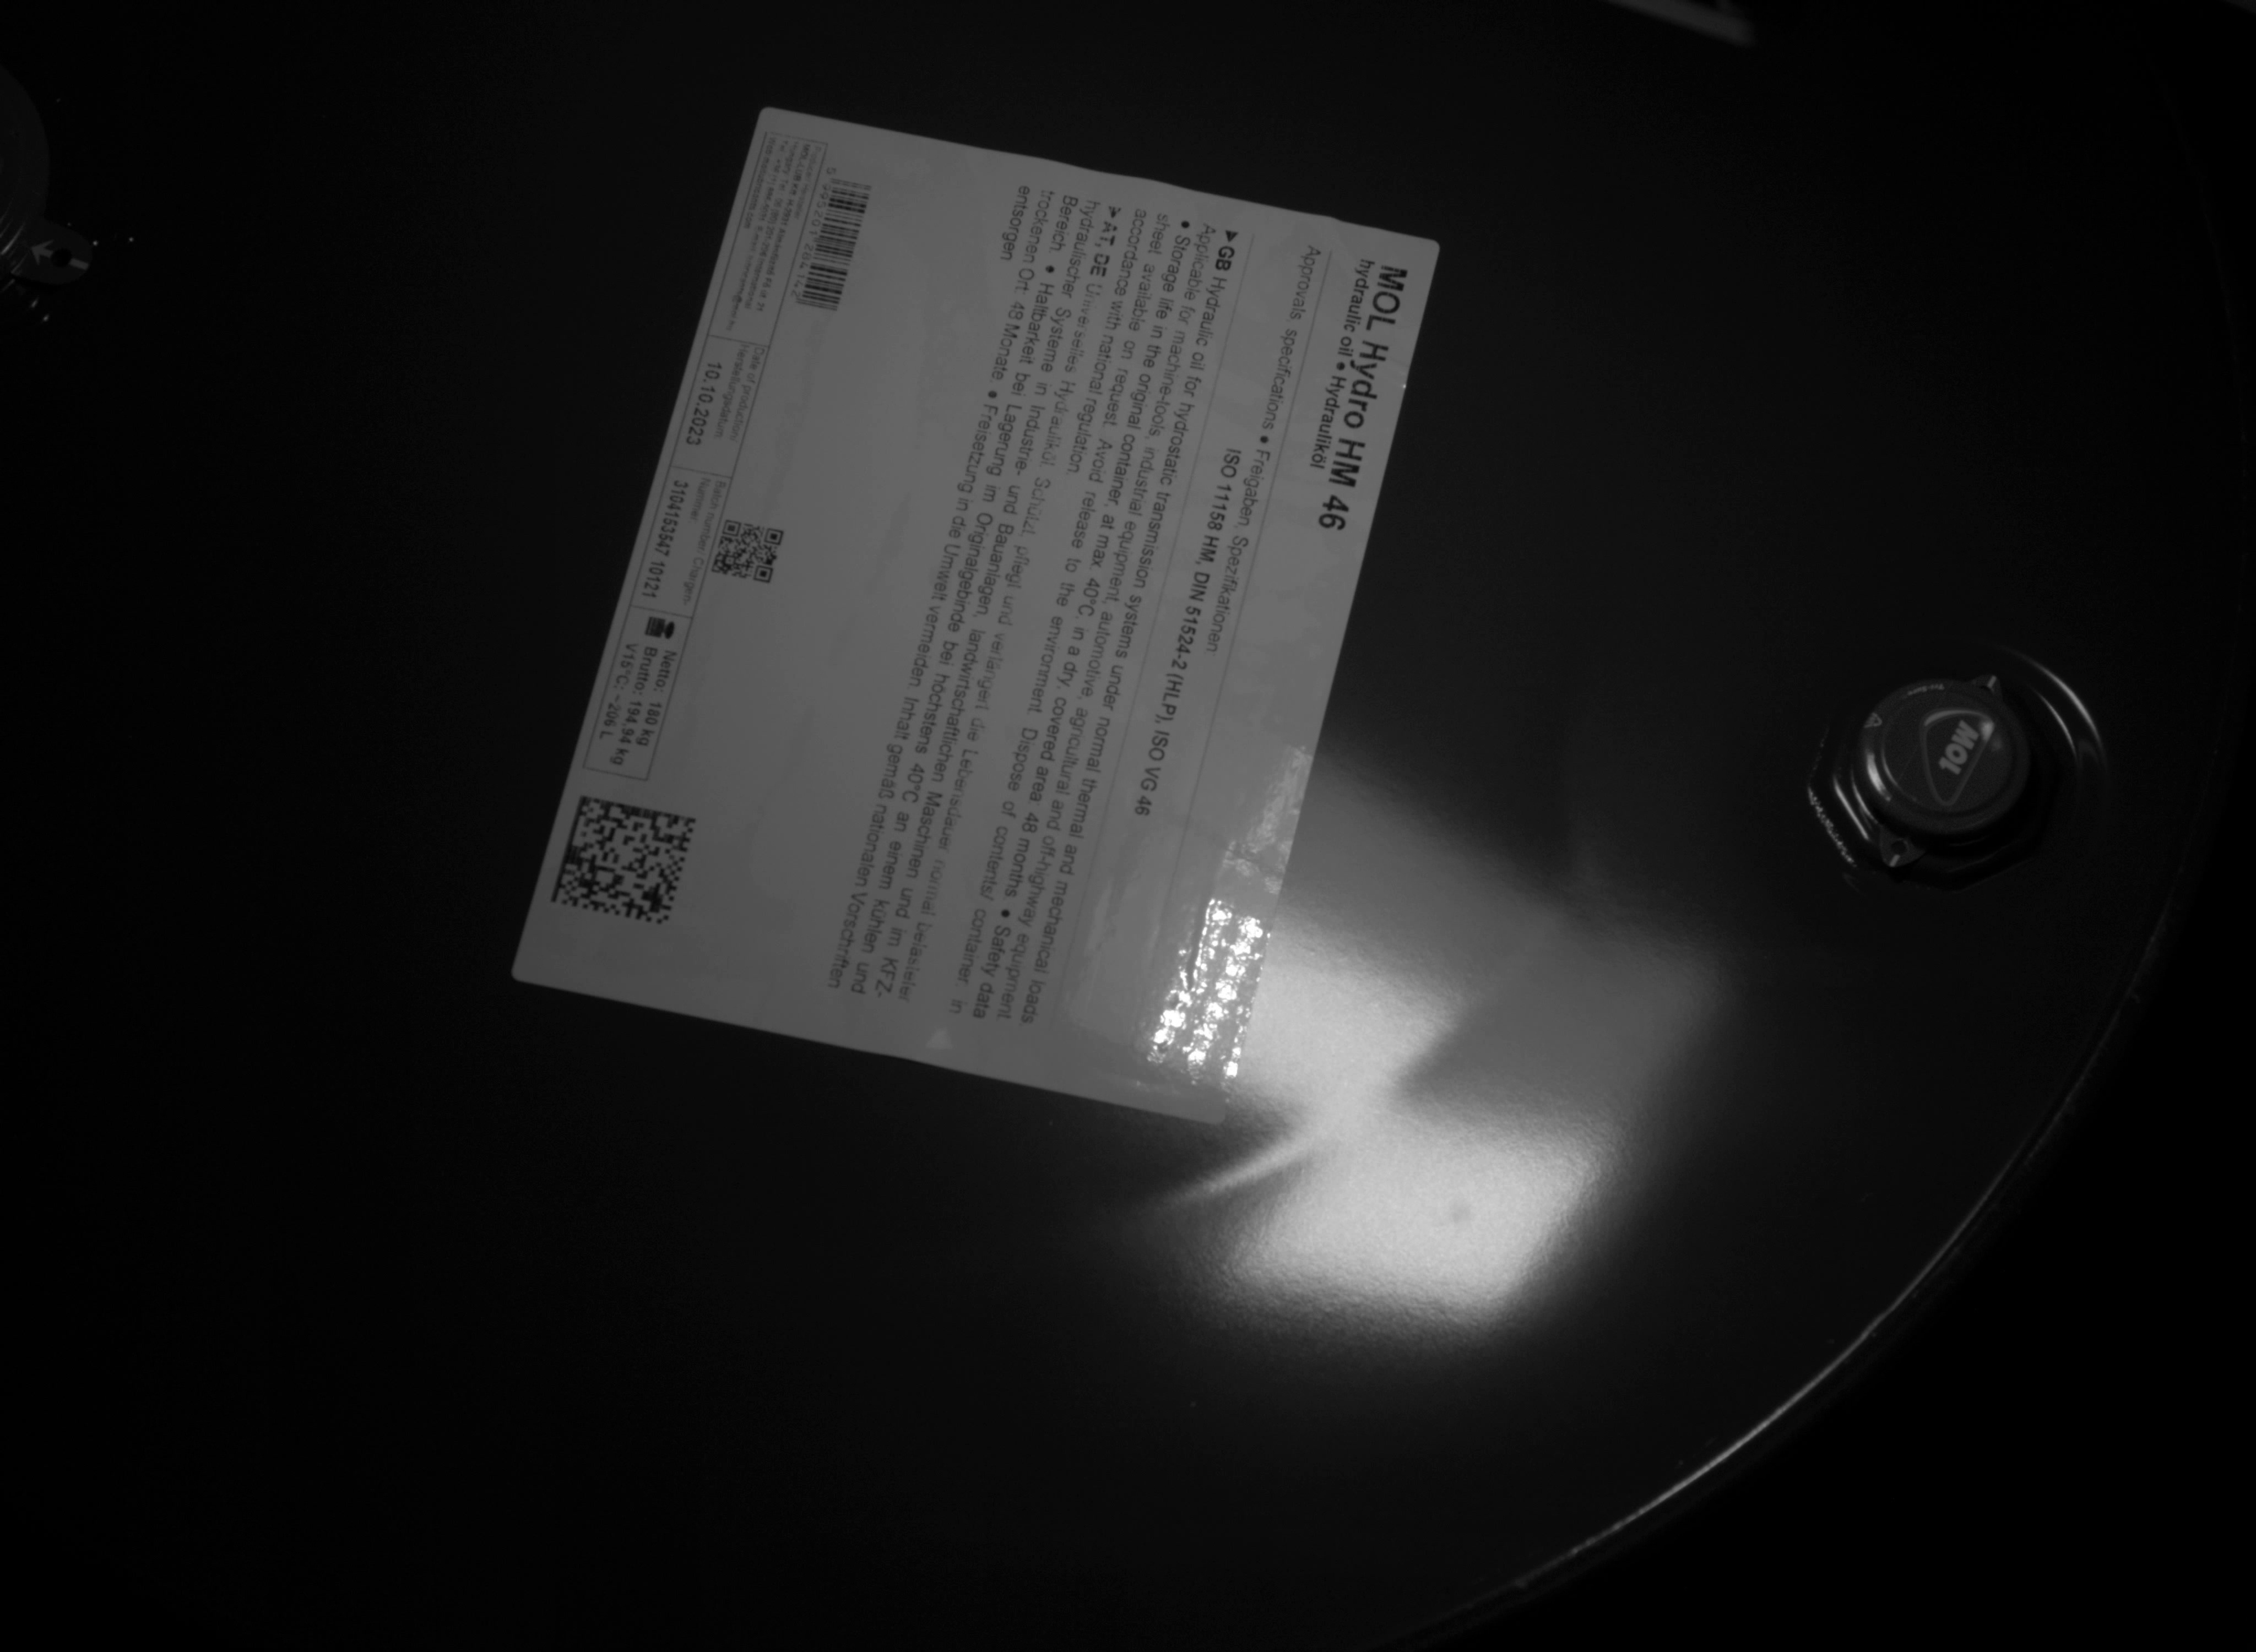 MOL Hydro HM 46
hydraulic oil • Hydrauliköl
Approvals, specifications • Freigaben, Spezifikationen:
ISO 11158 HM, DIN 51524-2 (HLP), ISO VG 46
▶ GB Hydraulic oil for hydrostatic transmission systems under normal thermal and mechanical loads.
Applicable for machine-tools, industrial equipment, automotive, agricultural and off-highway equipment.
• Storage life in the original container, at max. 40°C, in a dry, covered area: 48 months. • Safety data
sheet available on request. Avoid release to the environment. Dispose of contents/ container, in
accordance with national regulation.
▶ AT, DE Universelles Hydrauliköl. Schützt, pflegt und verlängert die Lebensdauer normal belasteter
hydraulischer Systeme in Industrie- und Bauanlagen, landwirtschaftlichen Maschinen und im KFZ-
Bereich. • Haltbarkeit bei Lagerung im Originalgebinde bei höchstens 40°C an einem kühlen und
trockenen Ort: 48 Monate. • Freisetzung in die Umwelt vermeiden. Inhalt gemäß nationalen Vorschriften
entsorgen.
Date of production/
Herstellungsdatum
10.10.2023
Batch number/Chargen-
Nummer:
3104153547 10121
Netto: 180 kg
Brutto: 194,94 kg
V15°C: ~206 L
MOL